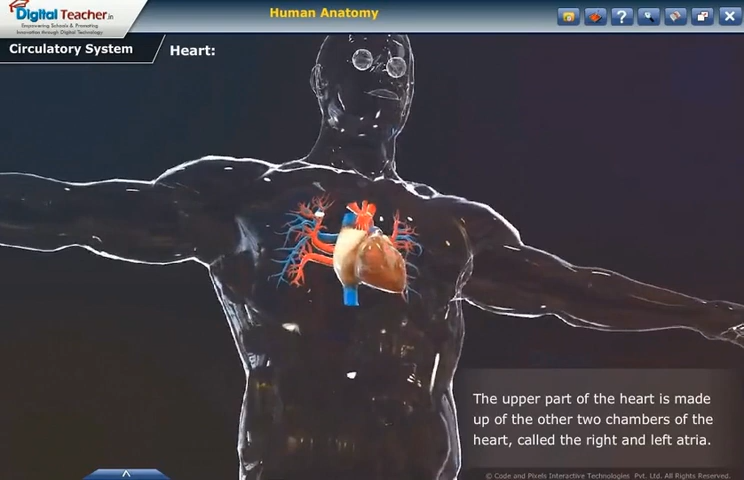 Digital Teacher.in
Empowering Schools & Promoting
Innovation through Digital Technology
Human Anatomy
?
Circulatory System
Heart:
The upper part of the heart is made
up of the other two chambers of the
heart, called the right and left atria.
© Code and Pixels Interactive Technologies Pvt. Ltd. All Rights Reserved.